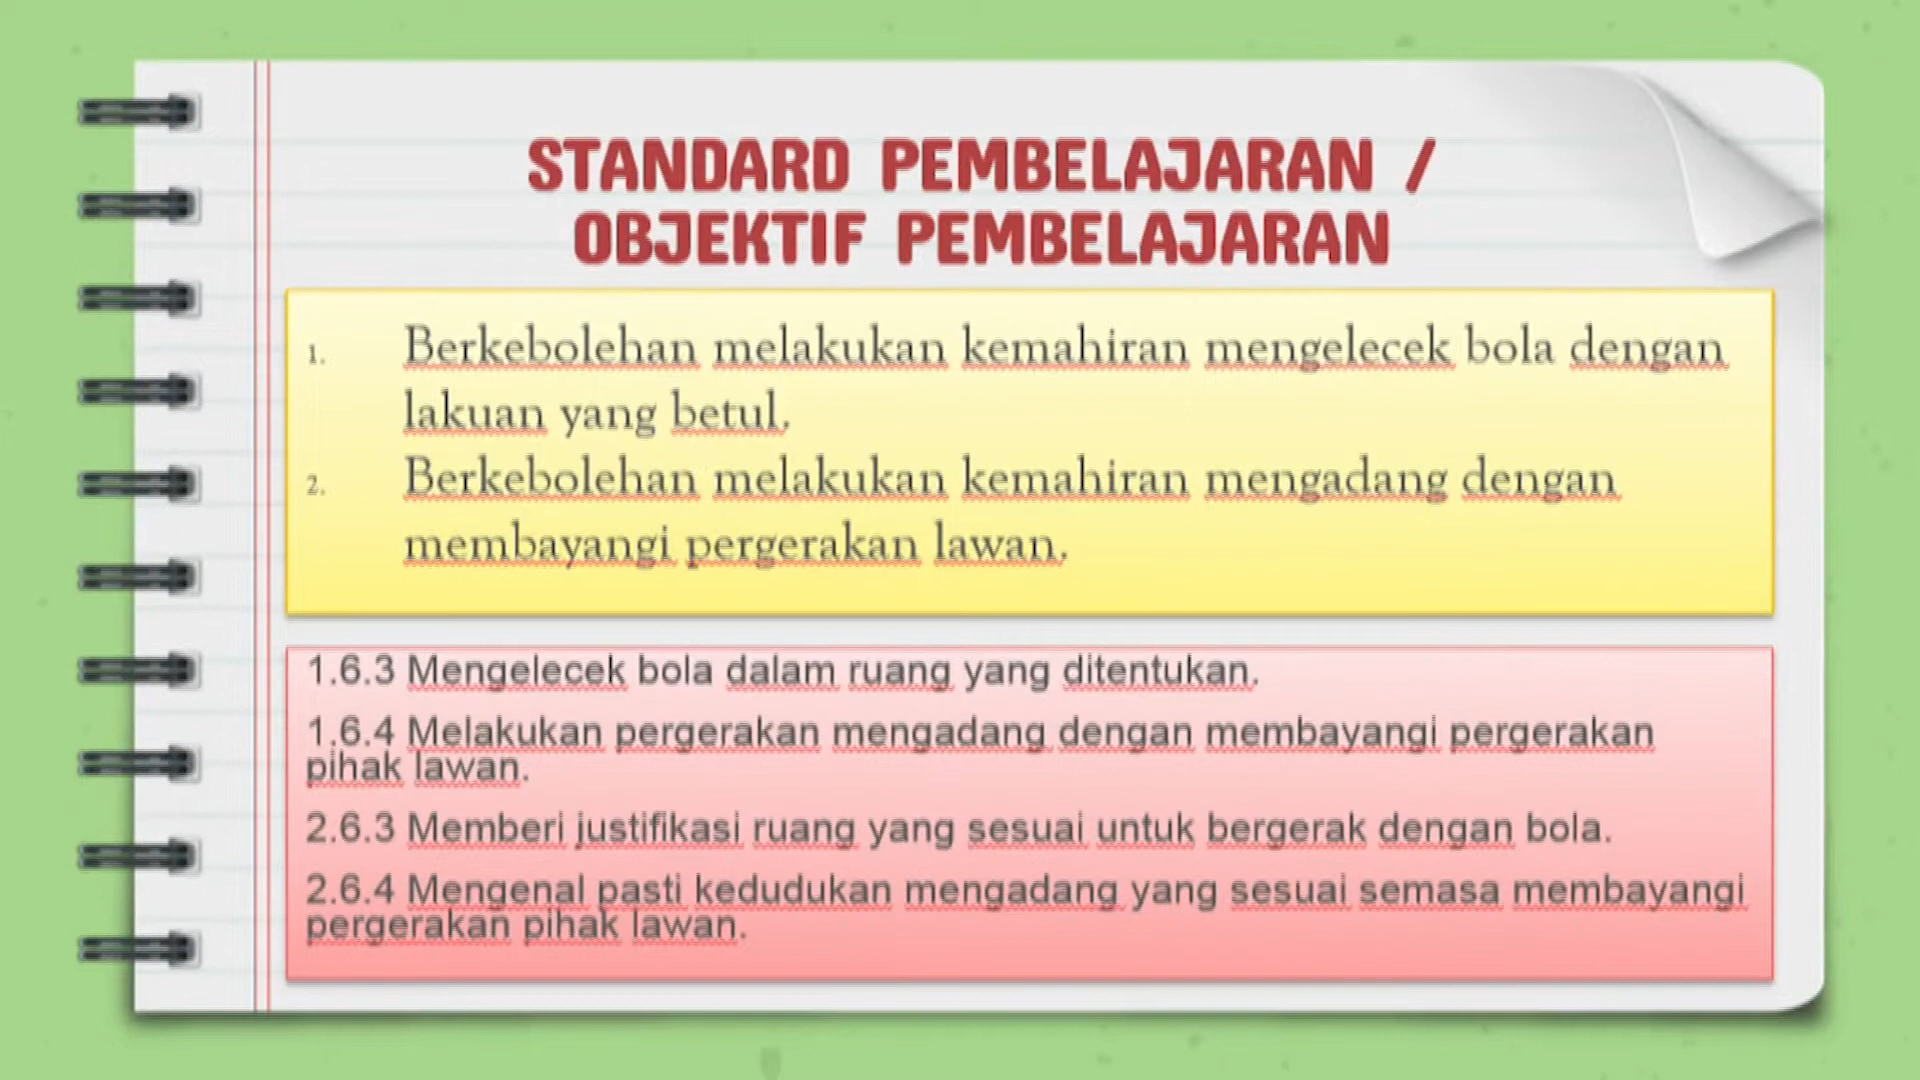 STANDARD PEMBELAJARAN /
OBJEKTIF PEMBELAJARAN
1. Berkebolehan melakukan kemahiran mengelecek bola dengan
lakuan yang betul.
2. Berkebolehan melakukan kemahiran mengadang dengan
membayangi pergerakan lawan.
1.6.3 Mengelecek bola dalam ruang yang ditentukan.
1.6.4 Melakukan pergerakan mengadang dengan membayangi pergerakan
pihak lawan.
2.6.3 Memberi justifikasi ruang yang sesuai untuk bergerak dengan bola.
2.6.4 Mengenal pasti kedudukan mengadang yang sesuai semasa membayangi
pergerakan pihak lawan.